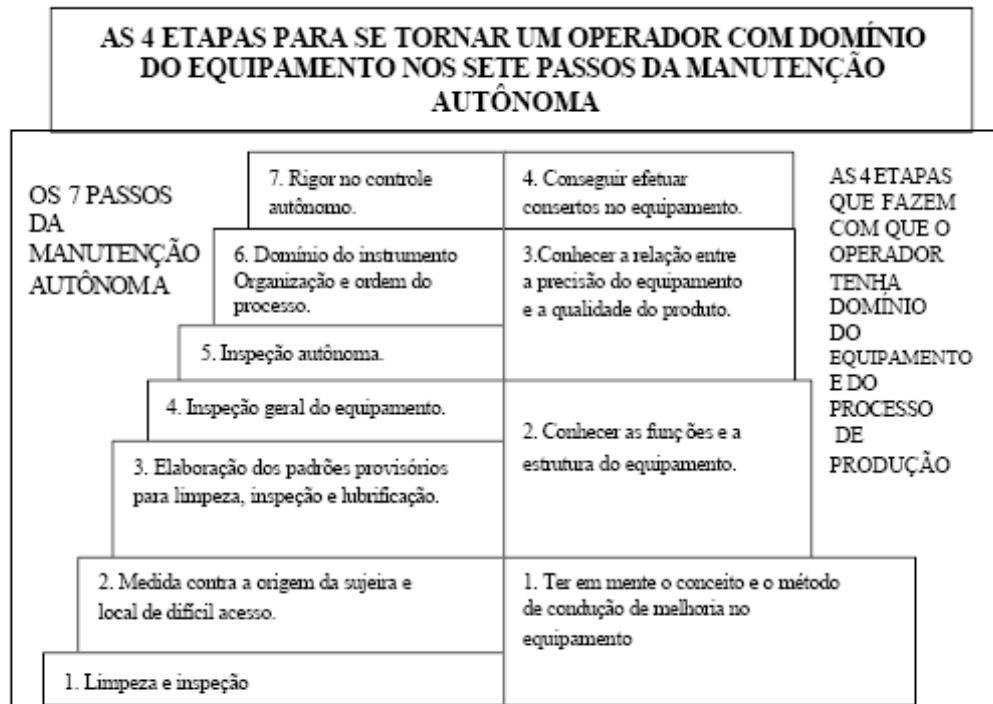 AS 4 ETAPAS PARA SE TORNAR UM OPERADOR COM DOMÍNIO
DO EQUIPAMENTO NOS SETE PASSOS DA MANUTENÇÃO
AUTÔNOMA
OS 7 PASSOS
DA
MANUTENÇÃO
AUTÔNOMA
7. Rigor no controle
autônomo.
6. Domínio do instrumento
Organização e ordem do
processo.
5. Inspeção autônoma.
4. Inspeção geral do equipamento.
3. Elaboração dos padrões provisórios
para limpeza, inspeção e lubrificação.
2. Medida contra a origem da sujeira e
local de difícil acesso.
1. Limpeza e inspeção
4. Conseguir efetuar
consertos no equipamento.
3.Conhecer a relação entre
a precisão do equipamento
e a qualidade do produto.
2. Conhecer as funções e a
estrutura do equipamento.
1. Ter em mente o conceito e o método
de condução de melhoria no
equipamento
AS 4 ETAPAS
QUE FAZEM
COM QUE O
OPERADOR
TENHA
DOMÍNIO
DO
EQUIPAMENTO
E DO
PROCESSO
DE
PRODUÇÃO